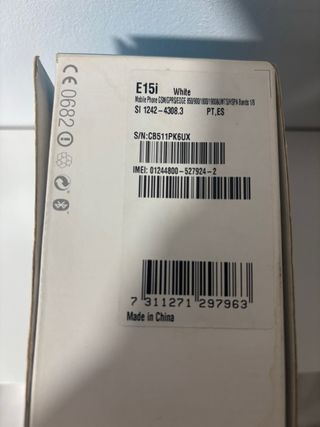 E15i White
Mobile Phone GSM/GPRS/EDGE 850/900/1800/1900&UMTS/HSPA Bands 1/8
SI 1242-4308.3 PT,ES
S/N:CB511PK6UX
IMEI: 01244800-527924-2
7 311271 297963
Made in China
CE 0682